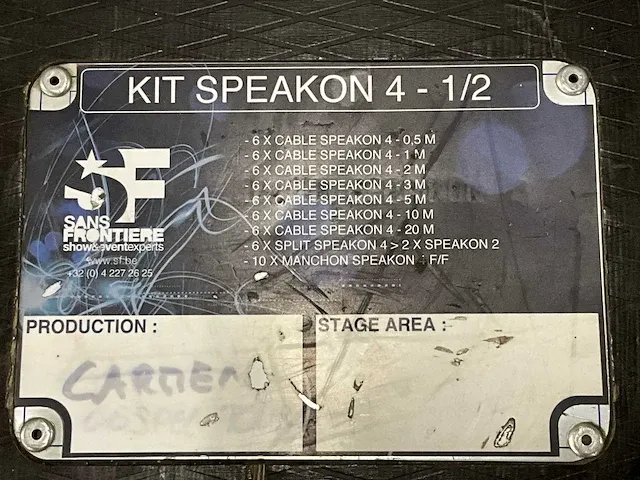 KIT SPEAKON 4 - 1/2
- 6 X CABLE SPEAKON 4 - 0,5 M
- 6 X CABLE SPEAKON 4 - 1 M
- 6 X CABLE SPEAKON 4 - 2 M
- 6 X CABLE SPEAKON 4 - 3 M
- 6 X CABLE SPEAKON 4 - 5 M
- 6 X CABLE SPEAKON 4 - 10 M
- 6 X CABLE SPEAKON 4 - 20 M
- 6 X SPLIT SPEAKON 4 > 2 X SPEAKON 2
- 10 X MANCHON SPEAKON : F/F
SF
SANS
FRONTIERE
show&eventexperts
www.sf.be
+32 (0) 4 227 26 25
PRODUCTION :
STAGE AREA :
CARMEN